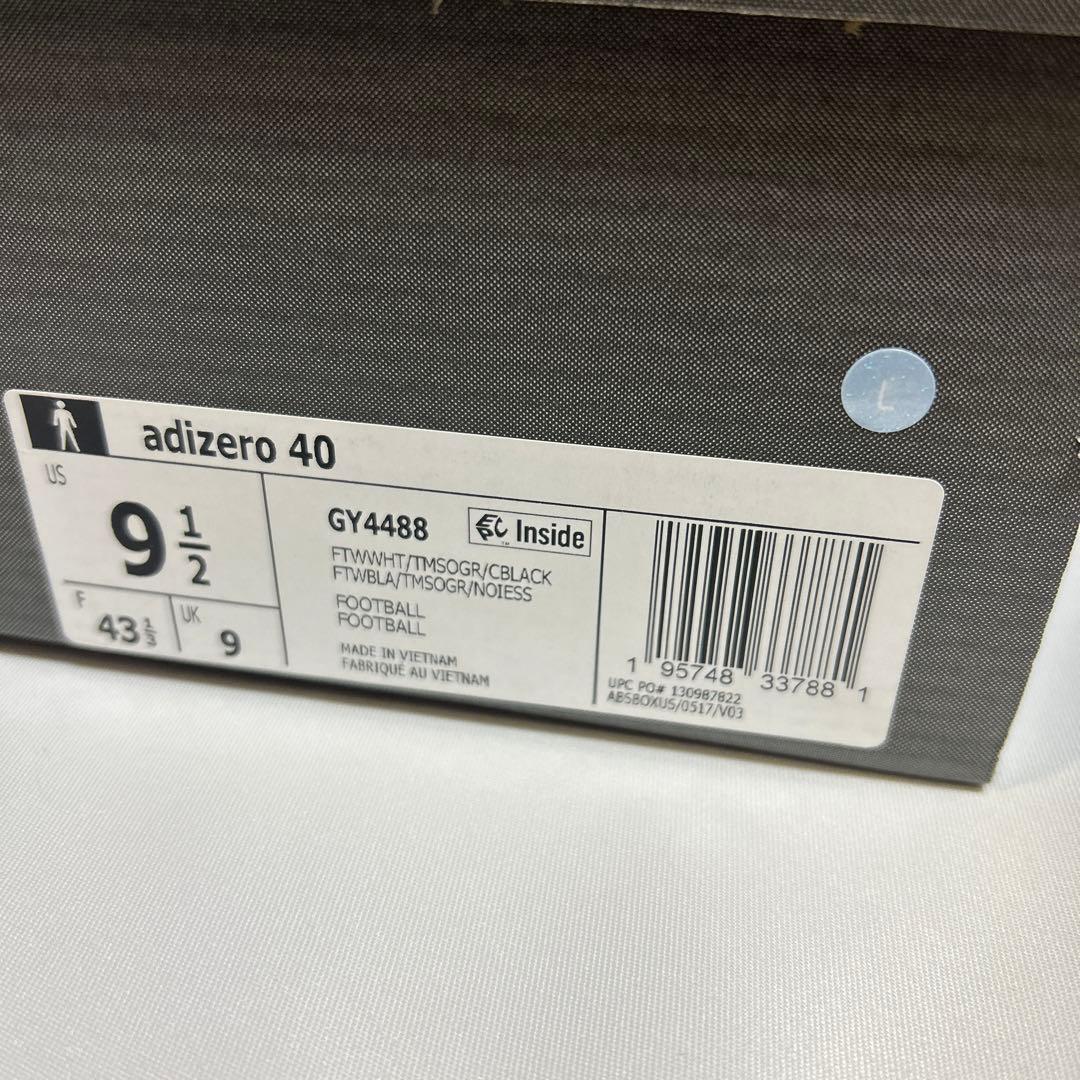 L
adizero 40
US
9 1/2
F
43 1/3
UK
9
GY4488
EC Inside
FTWWHT/TMSOGR/CBLACK
FTWBLA/TMSOGR/NOIESS
FOOTBALL
FOOTBALL
MADE IN VIETNAM
FABRIQUÉ AU VIETNAM
1 95748 33788 1
UPC PO# 130987822
ABSBOXUS/0517/V03